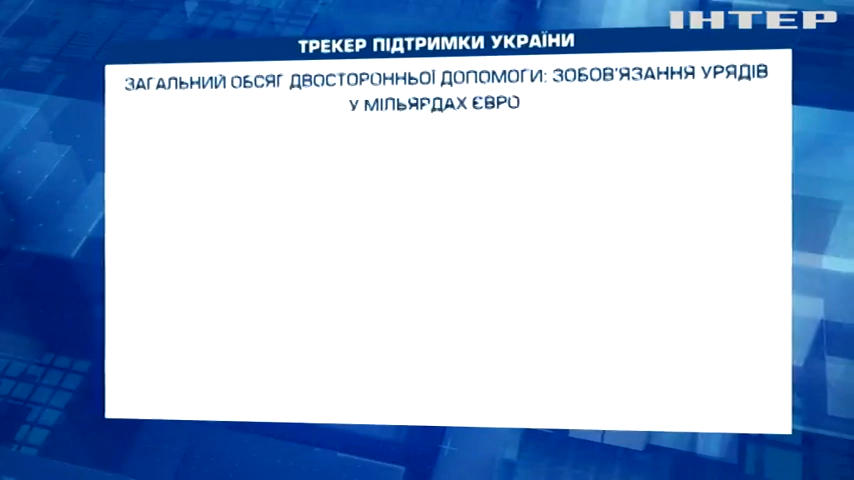 ІНТЕР
ТРЕКЕР ПІДТРИМКИ УКРАЇНИ
ЗАГАЛЬНИЙ ОБСЯГ ДВОСТОРОННЬОЇ ДОПОМОГИ: ЗОБОВ'ЯЗАННЯ УРЯДІВ
У МІЛЬЯРДАХ ЄВРО